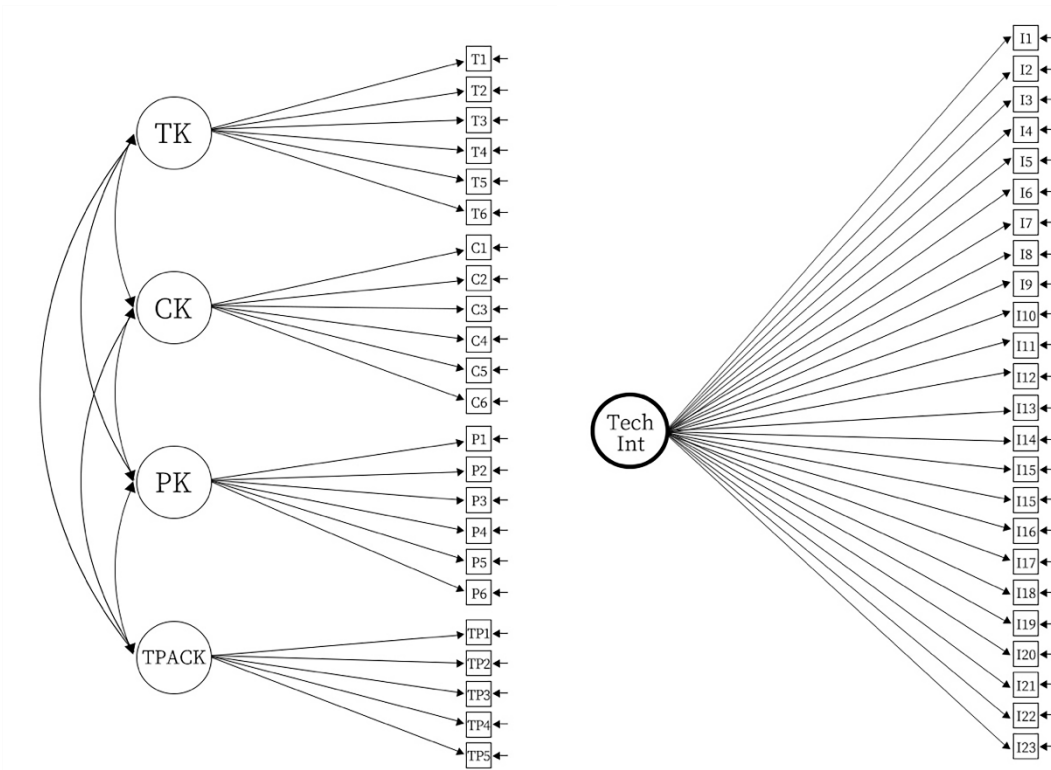 TK
T1
T2
T3
T4
T5
T6
CK
C1
C2
C3
C4
C5
C6
PK
P1
P2
P3
P4
P5
P6
TPACK
TP1
TP2
TP3
TP4
TP5
Tech
Int
I1
I2
I3
I4
I5
I6
I7
I8
I9
I10
I11
I12
I13
I14
I15
I15
I16
I17
I18
I19
I20
I21
I22
I23